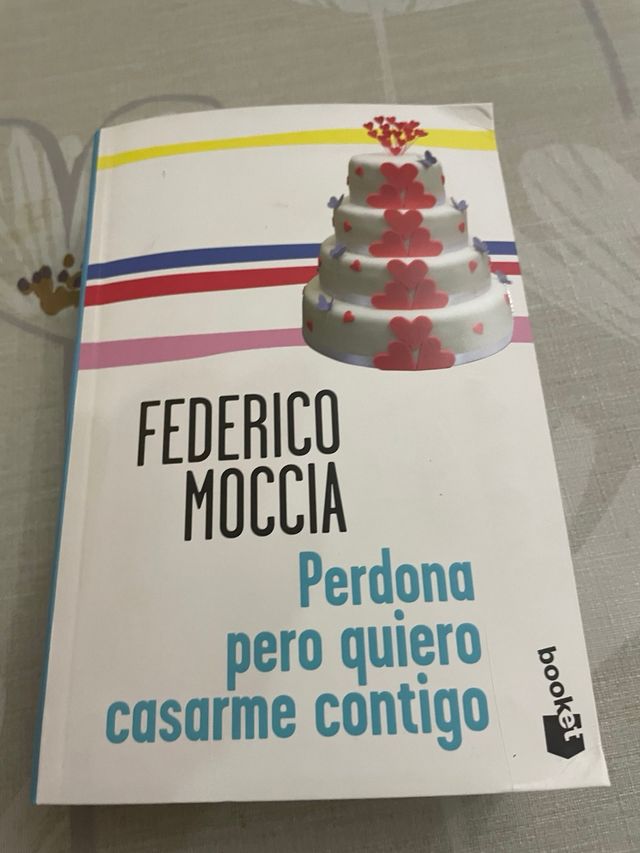 FEDERICO
MOCCIA
Perdona
pero quiero
casarme contigo
booket